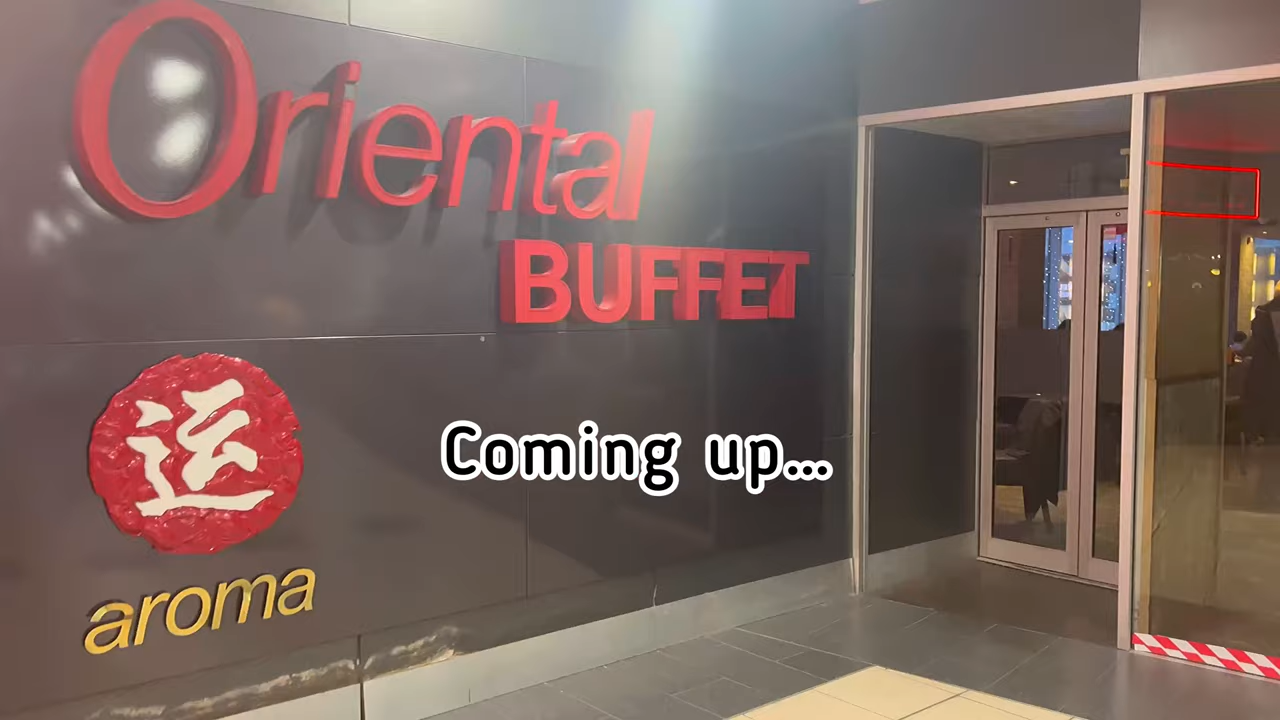 Oriental
BUFFET
运
aroma
Coming up...